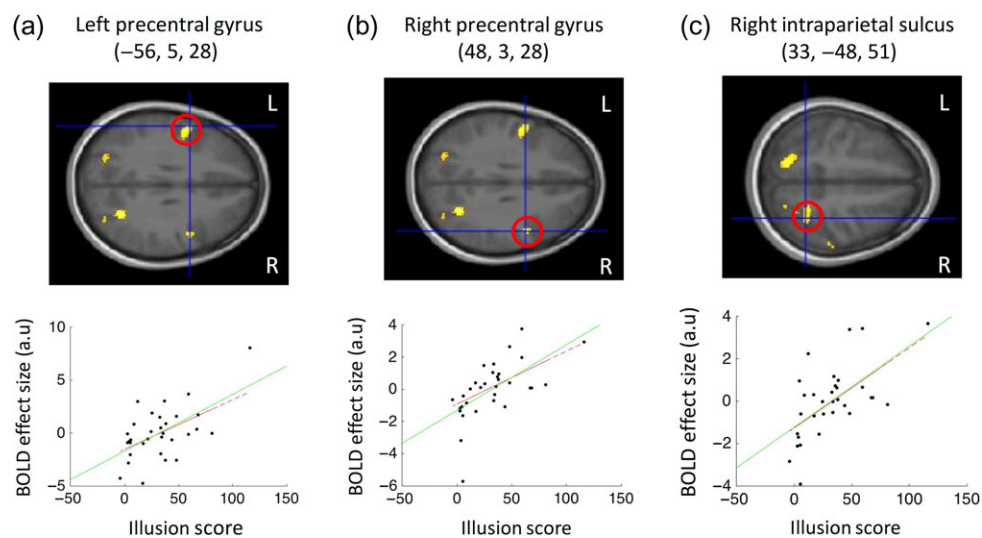 (a) Left precentral gyrus
(−56, 5, 28)
L
R
BOLD effect size (a.u)
10
5
0
−5
−50 0 50 100 150
Illusion score
(b) Right precentral gyrus
(48, 3, 28)
L
R
BOLD effect size (a.u)
4
2
0
−2
−4
−6
−50 0 50 100 150
Illusion score
(c) Right intraparietal sulcus
(33, −48, 51)
L
R
BOLD effect size (a.u)
4
2
0
−2
−4
−50 0 50 100 150
Illusion score